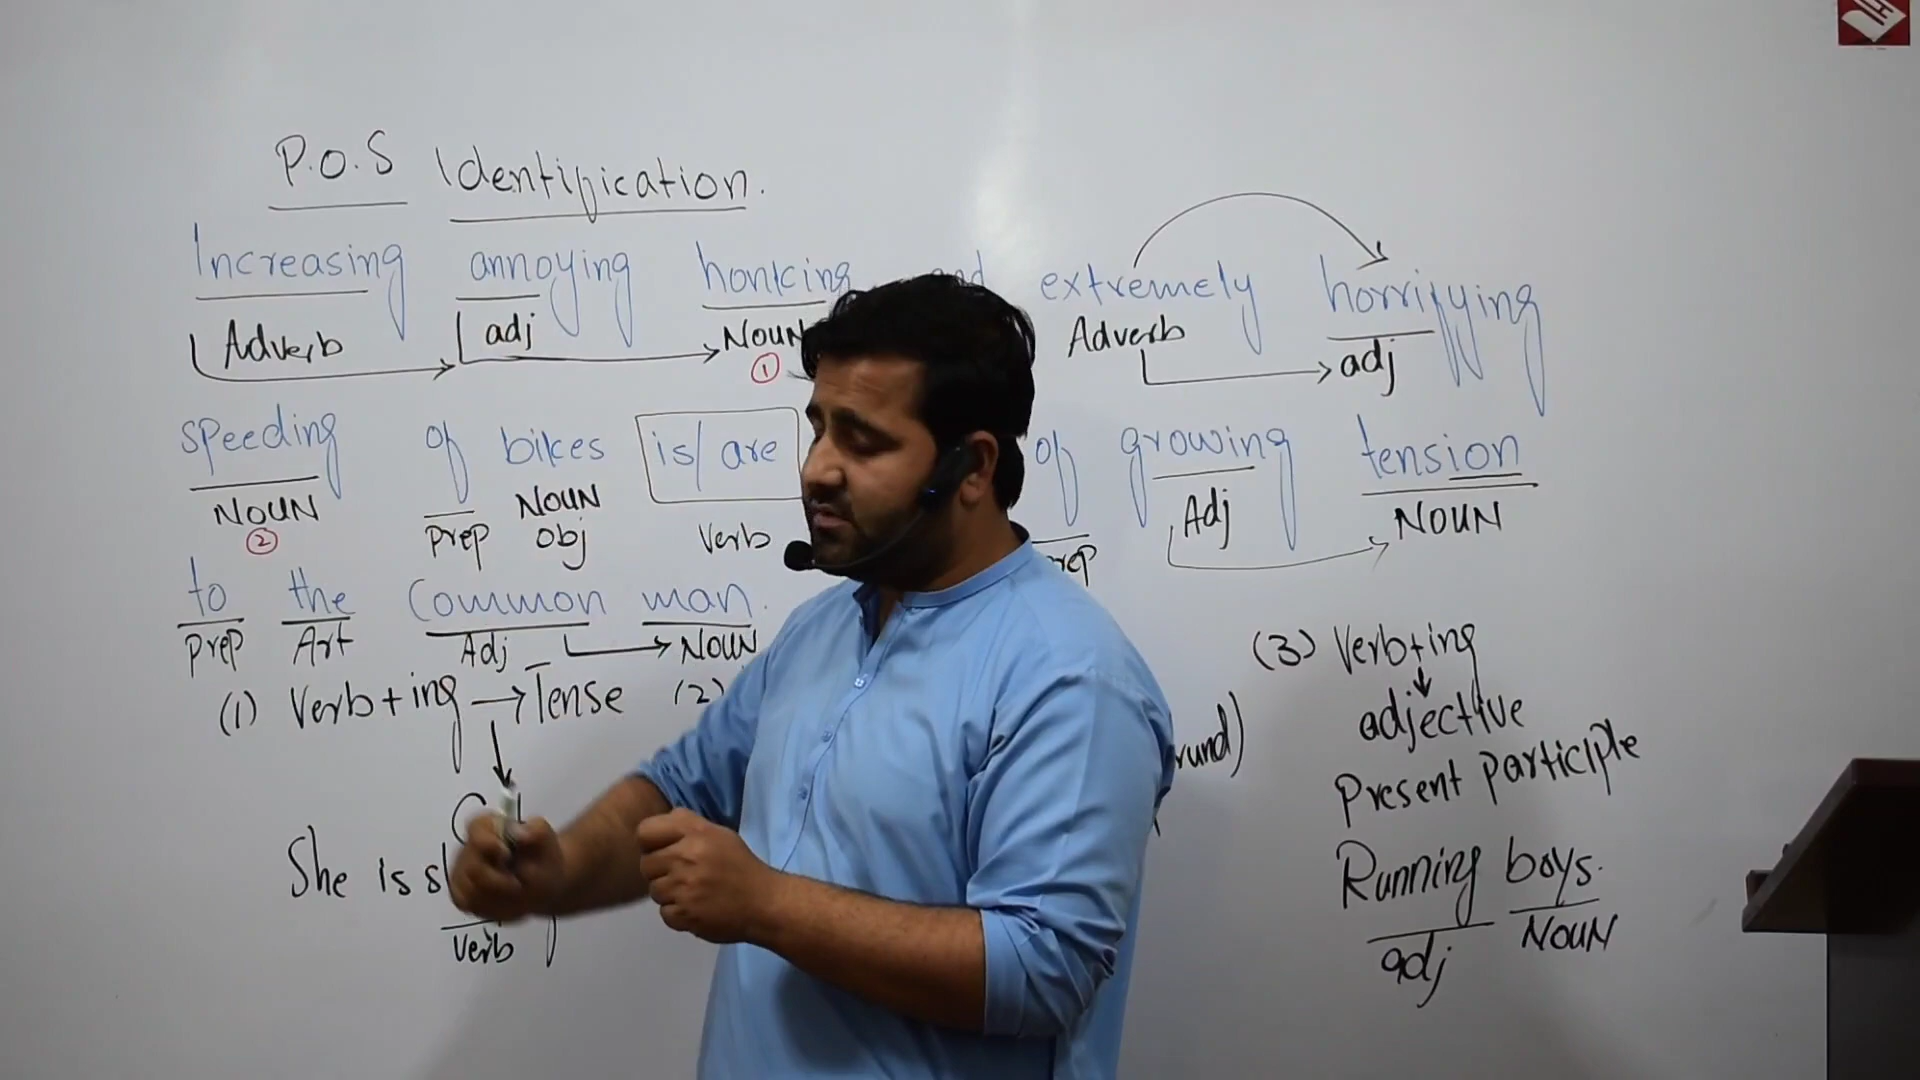 P.O.S Identification.
Increasing annoying honking and extremely horrifying
Adverb adj NOUN Adverb adj
1
speeding of bikes is/are of growing tension
NOUN prep NOUN Adj NOUN
2 obj Verb
to the Common man.
Prep Art Adj NOUN
(1) Verb+ing → Tense (2)
(3) Verb+ing
adjective
Present participle
She is
Verb
Running boys.
adj NOUN